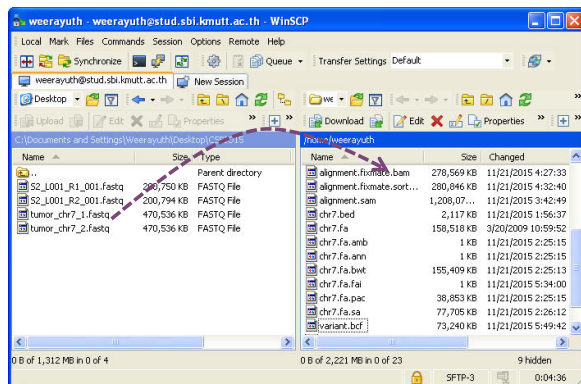 weerayuth - weerayuth@stud.sbi.kmutt.ac.th - WinSCP
Local Mark Files Commands Session Options Remote Help
Synchronize Queue Transfer Settings Default
weerayuth@stud.sbi.kmutt.ac.th New Session
Desktop we
Upload Edit Properties » Download Edit Properties »
C:\Documents and Settings\Weerayuth\Desktop\ /home/weerayuth
Name Size Type Name Size Changed
.. Parent directory alignment.fixmate.bam 278,569 KB 11/21/2015 4:27:33
S2_L001_R1_001.fastq 200,750 KB FASTQ File alignment.fixmate.sort... 280,846 KB 11/21/2015 4:32:40
S2_L001_R2_001.fastq 200,794 KB FASTQ File alignment.sam 1,208,07... 11/21/2015 3:42:49
tumor_chr7_1.fastq 470,536 KB FASTQ File chr7.bed 2,117 KB 11/21/2015 1:56:37
tumor_chr7_2.fastq 470,536 KB FASTQ File chr7.fa 158,518 KB 3/20/2009 10:59:52
chr7.fa.amb 1 KB 11/21/2015 2:25:15
chr7.fa.ann 1 KB 11/21/2015 2:25:15
chr7.fa.bwt 155,409 KB 11/21/2015 2:25:13
chr7.fa.fai 1 KB 11/21/2015 5:34:00
chr7.fa.pac 38,853 KB 11/21/2015 2:25:15
chr7.fa.sa 77,705 KB 11/21/2015 2:26:12
variant.bcf 73,240 KB 11/21/2015 5:49:42
0 B of 1,312 MB in 0 of 4 0 B of 2,221 MB in 0 of 23 9 hidden
SFTP-3 0:04:36